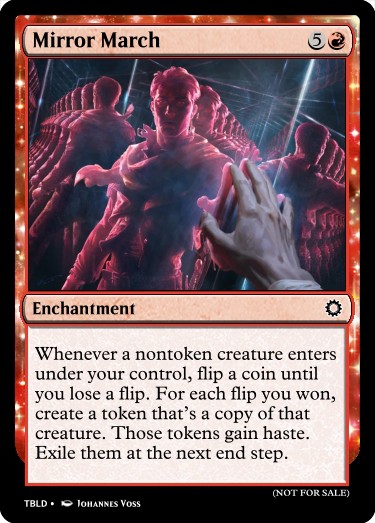 Mirror March 5
Enchantment
Whenever a nontoken creature enters
under your control, flip a coin until
you lose a flip. For each flip you won,
create a token that's a copy of that
creature. Those tokens gain haste.
Exile them at the next end step.
(NOT FOR SALE)
TBLD • Johannes Voss